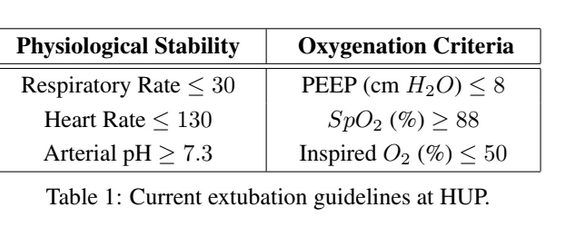 Physiological Stability Oxygenation Criteria
Respiratory Rate ≤ 30 PEEP (cm H₂O) ≤ 8
Heart Rate ≤ 130 SpO₂ (%) ≥ 88
Arterial pH ≥ 7.3 Inspired O₂ (%) ≤ 50
Table 1: Current extubation guidelines at HUP.